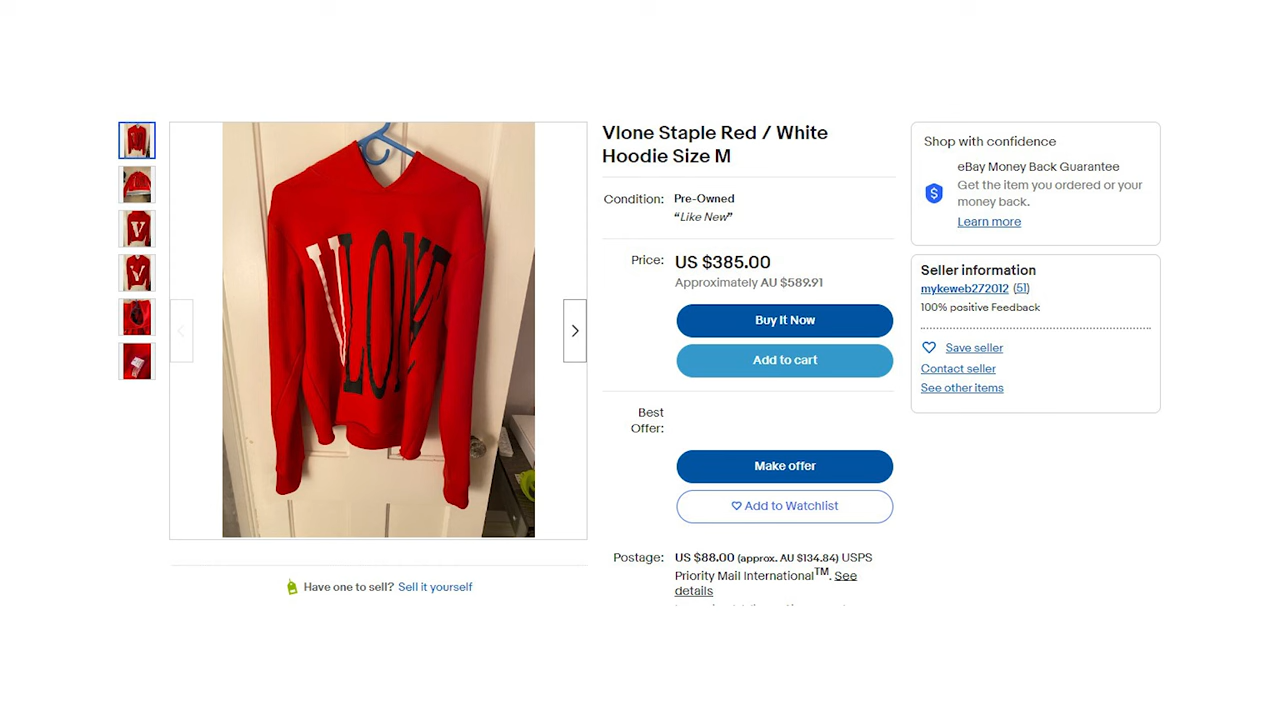 Vlone Staple Red / White
Hoodie Size M
Condition: Pre-Owned
“Like New”
Price: US $385.00
Approximately AU $589.91
Buy It Now
Add to cart
Best
Offer:
Make offer
Add to Watchlist
Postage: US $88.00 (approx. AU $134.84) USPS
Priority Mail International™. See
details
VLONE
Have one to sell? Sell it yourself
Shop with confidence
eBay Money Back Guarantee
Get the item you ordered or your
money back.
Learn more
Seller information
mykeweb272012 (51)
100% positive Feedback
Save seller
Contact seller
See other items
V
V